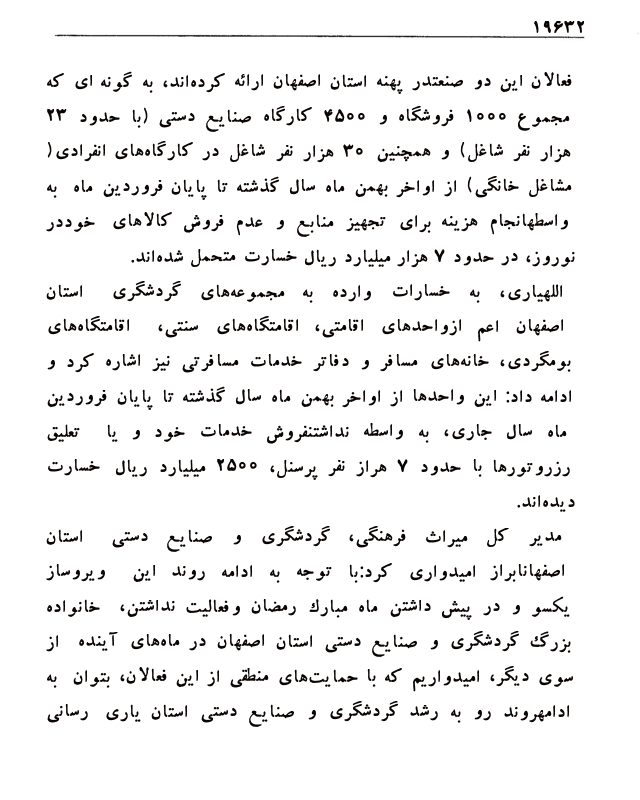 ۱۹۶۳۲
فعالان این دو صنعتدر پهنه استان اصفهان ارائه کرده‌اند، به گونه ای که
مجموع ۱۰۰۰ فروشگاه و ۴۵۰۰ کارگاه صنایع دستی (با حدود ۲۳
هزار نفر شاغل) و همچنین ۳۰ هزار نفر شاغل در کارگاه‌های انفرادی(
مشاغل خانگی) از اواخر بهمن ماه سال گذشته تا پایان فروردین ماه به
واسطهانجام هزینه برای تجهیز منابع و عدم فروش کالاهای خوددر
نوروز، در حدود ۷ هزار میلیارد ریال خسارت متحمل شده‌اند.
اللهیاری، به خسارات وارده به مجموعه‌های گردشگری استان
اصفهان اعم ازواحدهای اقامتی، اقامتگاه‌های سنتی، اقامتگاه‌های
بومگردی، خانه‌های مسافر و دفاتر خدمات مسافرتی نیز اشاره کرد و
ادامه داد: این واحدها از اواخر بهمن ماه سال گذشته تا پایان فروردین
ماه سال جاری، به واسطه نداشتنفروش خدمات خود و یا تعلیق
رزروتورها با حدود ۷ هراز نفر پرسنل، ۲۵۰۰ میلیارد ریال خسارت
دیده‌اند.
مدیر کل میراث فرهنگی، گردشگری و صنایع دستی استان
اصفهانابراز امیدواری کرد:با توجه به ادامه روند این ویروساز
یکسو و در پیش داشتن ماه مبارك رمضان وفعالیت نداشتن، خانواده
بزرگ گردشگری و صنایع دستی استان اصفهان در ماه‌های آینده از
سوی دیگر، امیدواریم که با حمایت‌های منطقی از این فعالان، بتوان به
ادامهروند رو به رشد گردشگری و صنایع دستی استان یاری رسانی